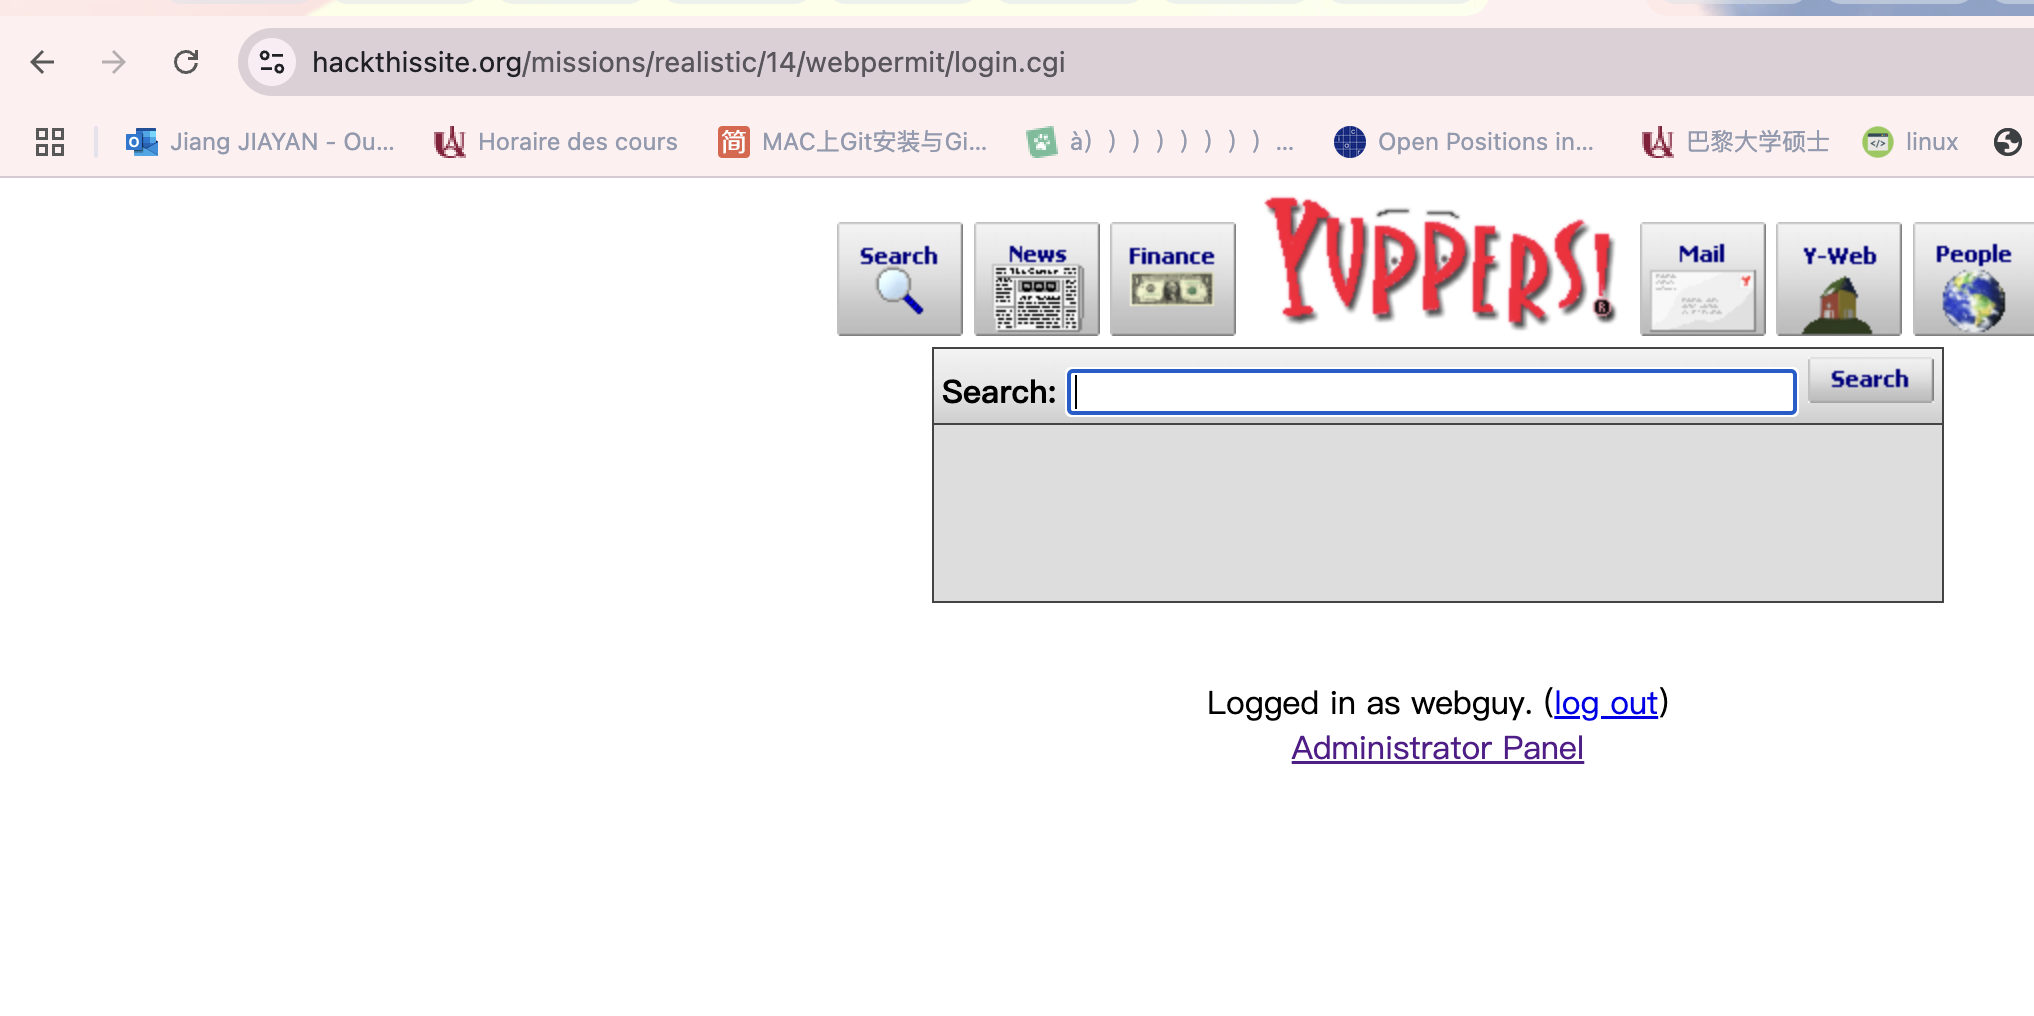 hackthissite.org/missions/realistic/14/webpermit/login.cgi
Jiang JIAYAN - Ou... Horaire des cours MAC上Git安装与Gi... à) ) ) ) ) ) ) ) ... Open Positions in... 巴黎大学硕士 linux
Search News Finance YUPPERS! Mail Y-Web People
Search: Search
Logged in as webguy. (log out)
Administrator Panel